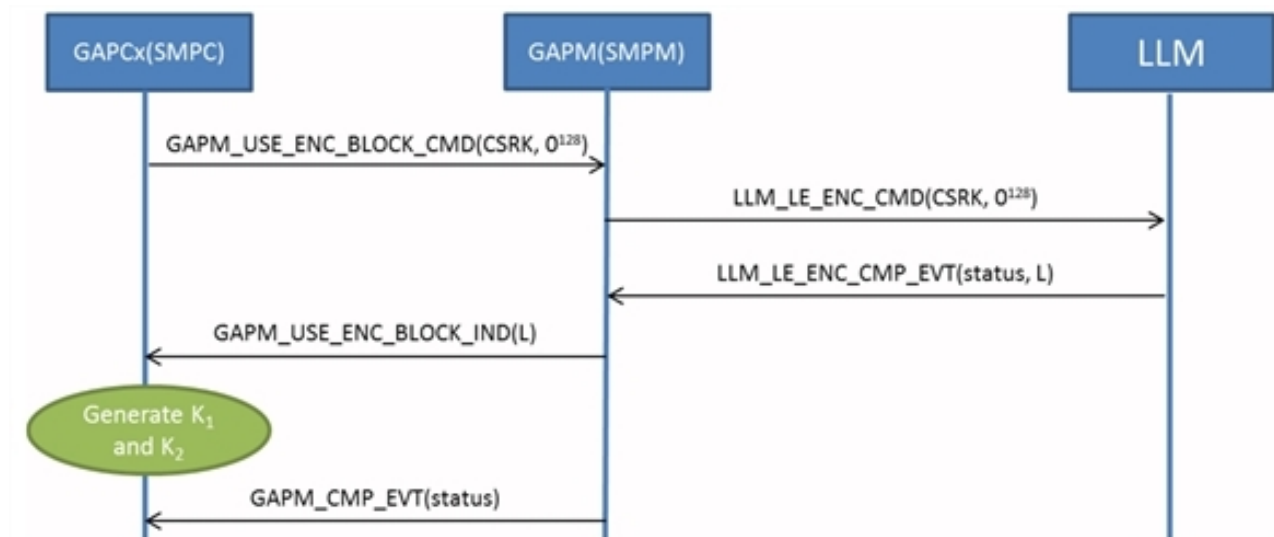 GAPCx(SMPC)
GAPM(SMPM)
LLM
GAPM_USE_ENC_BLOCK_CMD(CSRK, 0¹²⁸)
LLM_LE_ENC_CMD(CSRK, 0¹²⁸)
LLM_LE_ENC_CMP_EVT(status, L)
GAPM_USE_ENC_BLOCK_IND(L)
Generate K₁
and K₂
GAPM_CMP_EVT(status)